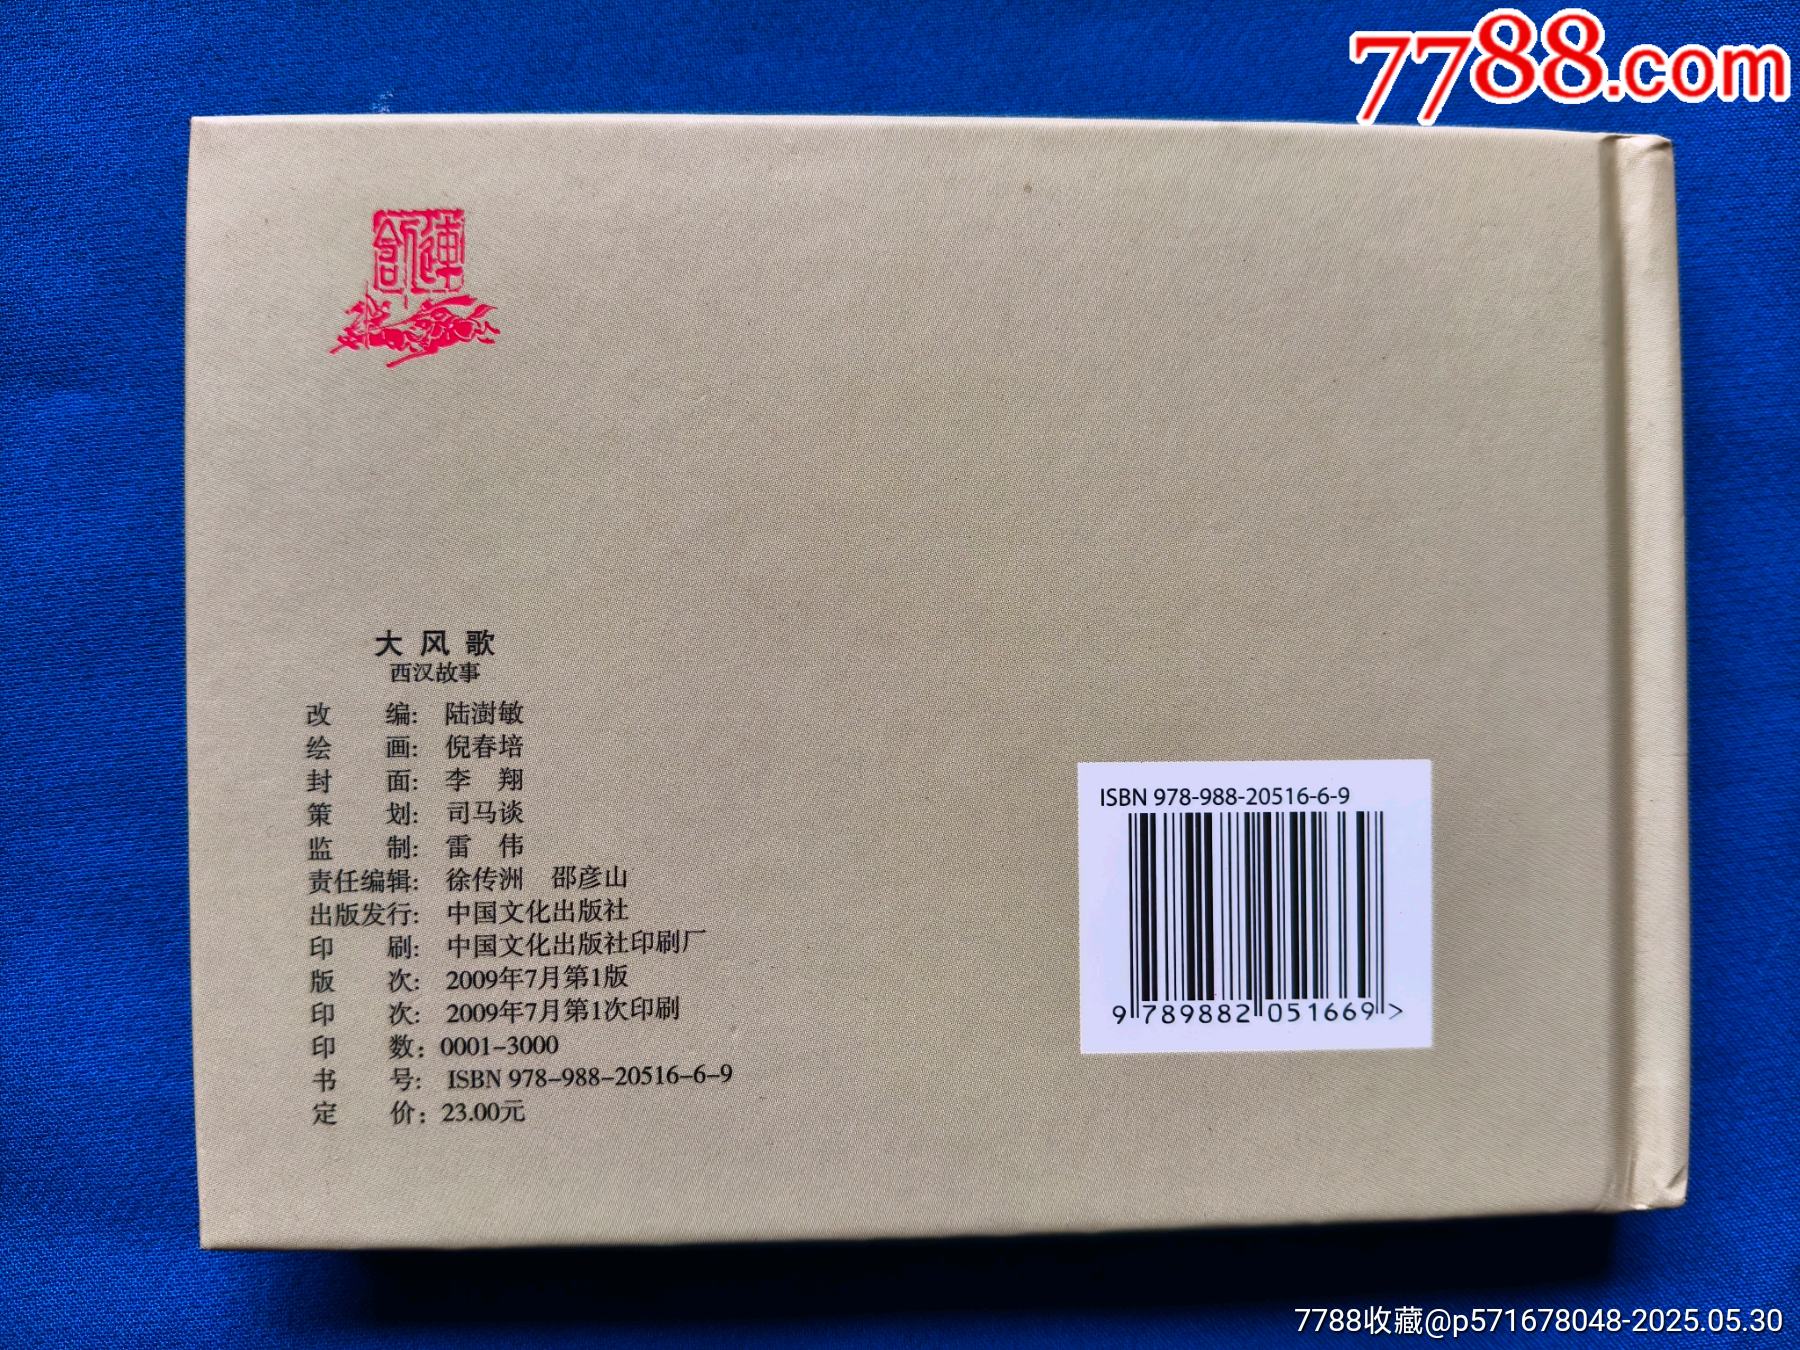 7788.com
大风歌
西汉故事
改编: 陆澍敏
绘画: 倪春培
封面: 李翔
策划: 司马谈
监制: 雷伟
责任编辑: 徐传洲 邵彦山
出版发行: 中国文化出版社
印刷: 中国文化出版社印刷厂
版次: 2009年7月第1版
印次: 2009年7月第1次印刷
印数: 0001-3000
书号: ISBN 978-988-20516-6-9
定价: 23.00元
ISBN 978-988-20516-6-9
9 789882 051669 >
7788收藏@p571678048-2025.05.30